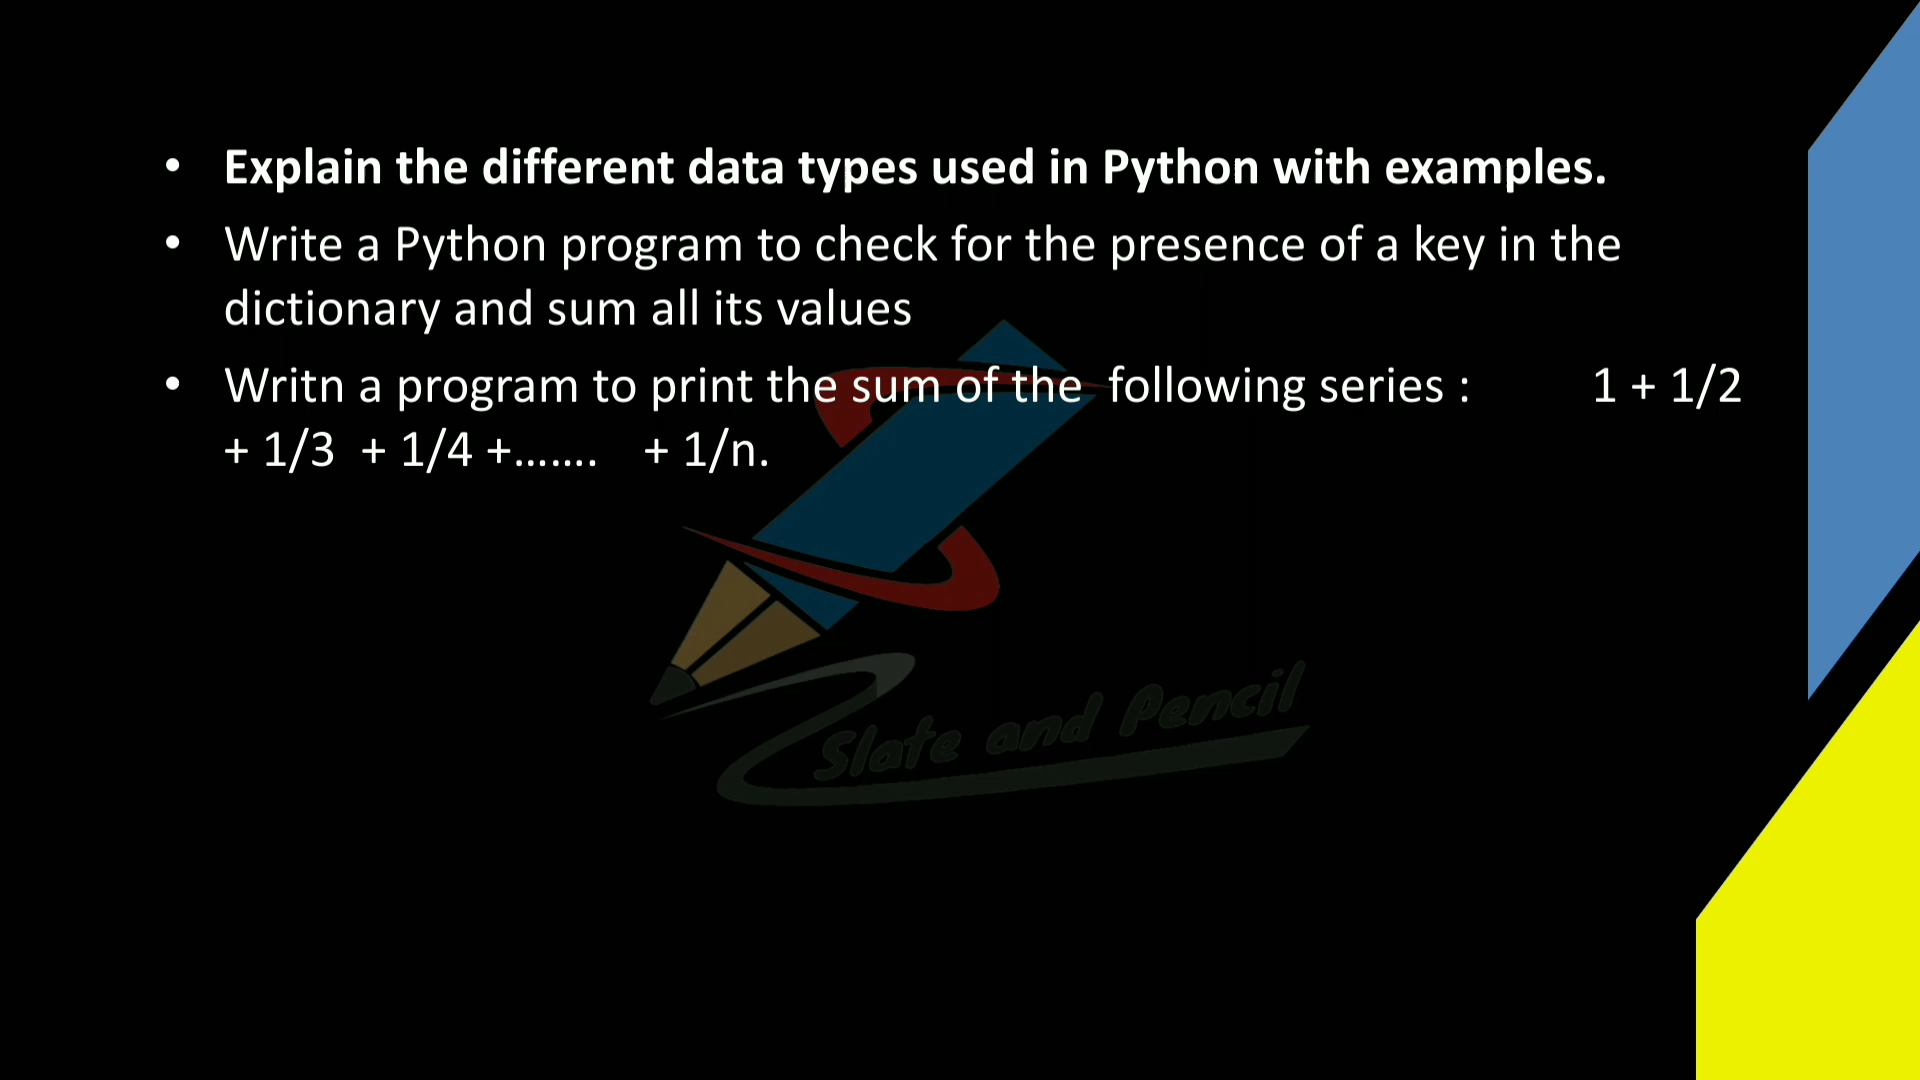 • Explain the different data types used in Python with examples.
• Write a Python program to check for the presence of a key in the
dictionary and sum all its values
• Writn a program to print the sum of the following series : 1 + 1/2
+ 1/3 + 1/4 +....... + 1/n.
Slate and Pencil